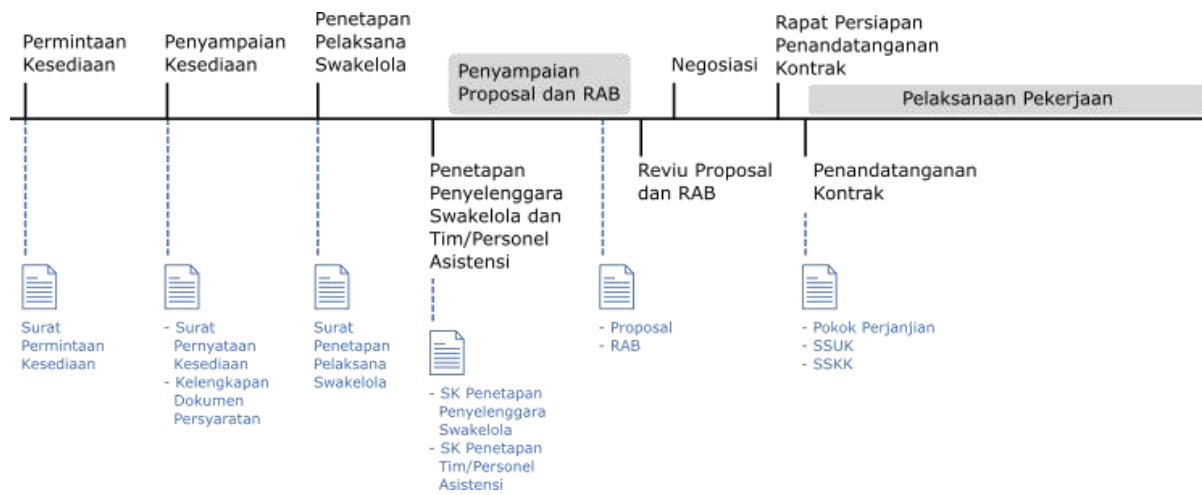 Permintaan
Kesediaan
Penyampaian
Kesediaan
Penetapan
Pelaksana
Swakelola
Penyampaian
Proposal dan RAB
Negosiasi
Rapat Persiapan
Penandatanganan
Kontrak
Pelaksanaan Pekerjaan
Penetapan
Penyelenggara
Swakelola dan
Tim/Personel
Asistensi
Reviu Proposal
dan RAB
Penandatanganan
Kontrak
Surat
Permintaan
Kesediaan
- Surat
Pernyataan
Kesediaan
- Kelengkapan
Dokumen
Persyaratan
Surat
Penetapan
Pelaksana
Swakelola
- SK Penetapan
Penyelenggara
Swakelola
- SK Penetapan
Tim/Personel
Asistensi
- Proposal
- RAB
- Pokok Perjanjian
- SSUK
- SSKK